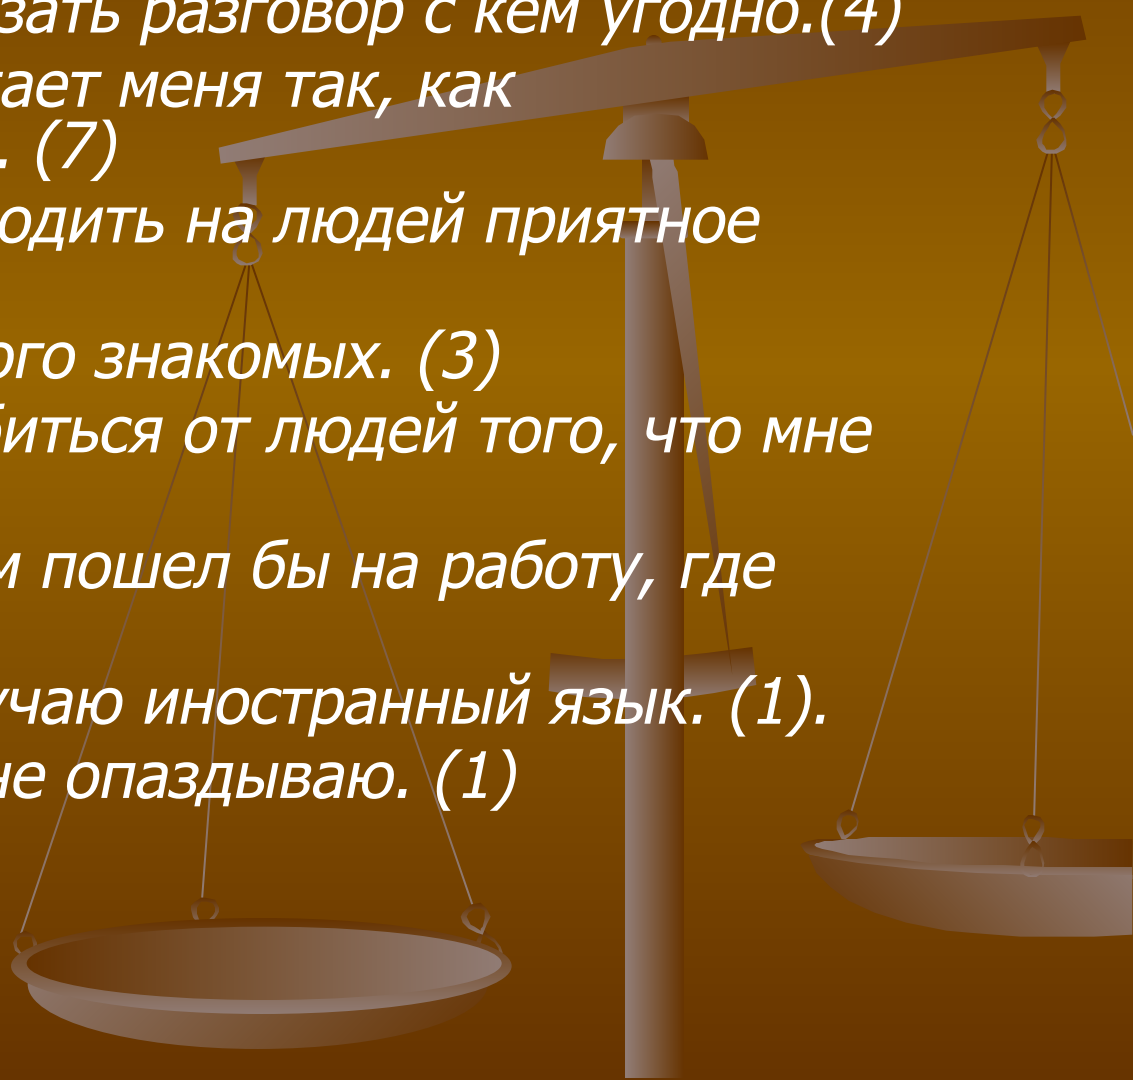 зать разговор с кем угодно.(4)
ает меня так, как
. (7)
одить на людей приятное
ого знакомых. (3)
биться от людей того, что мне
м пошел бы на работу, где
учаю иностранный язык. (1).
не опаздываю. (1)